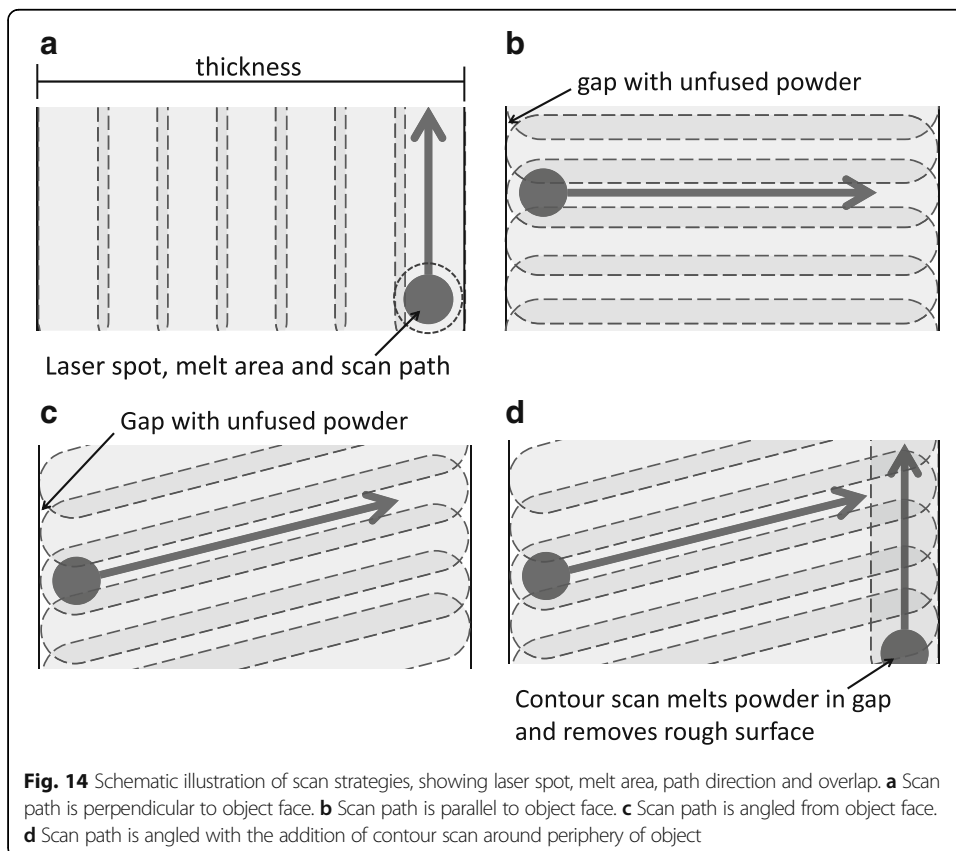 a
thickness
Laser spot, melt area and scan path
b
gap with unfused powder
c
Gap with unfused powder
d
Contour scan melts powder in gap
and removes rough surface
Fig. 14 Schematic illustration of scan strategies, showing laser spot, melt area, path direction and overlap. a Scan
path is perpendicular to object face. b Scan path is parallel to object face. c Scan path is angled from object face.
d Scan path is angled with the addition of contour scan around periphery of object